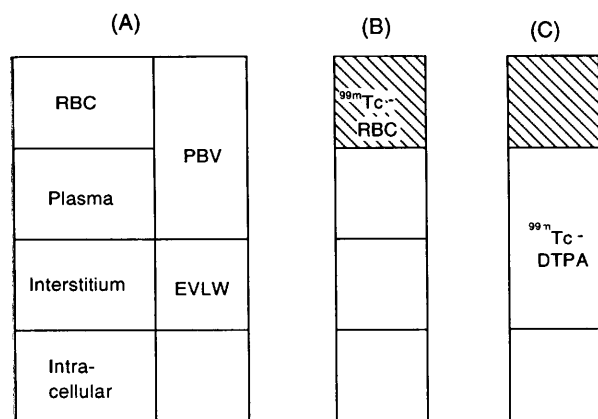 (A)
(B)
(C)
RBC
PBV
Plasma
Interstitium
EVLW
Intra-
cellular
99mTc-
RBC
99mTc-
DTPA